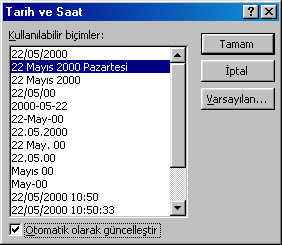 Tarih ve Saat
Kullanılabilir biçimler:
22/05/2000
22 Mayıs 2000 Pazartesi
22 Mayıs 2000
22/05/00
2000-05-22
22-May-00
22.05.2000
22 May. 00
22.05.00
Mayıs 00
May-00
22/05/2000 10:50
22/05/2000 10:50:33
Tamam
İptal
Varsayılan...
Otomatik olarak güncelleştir